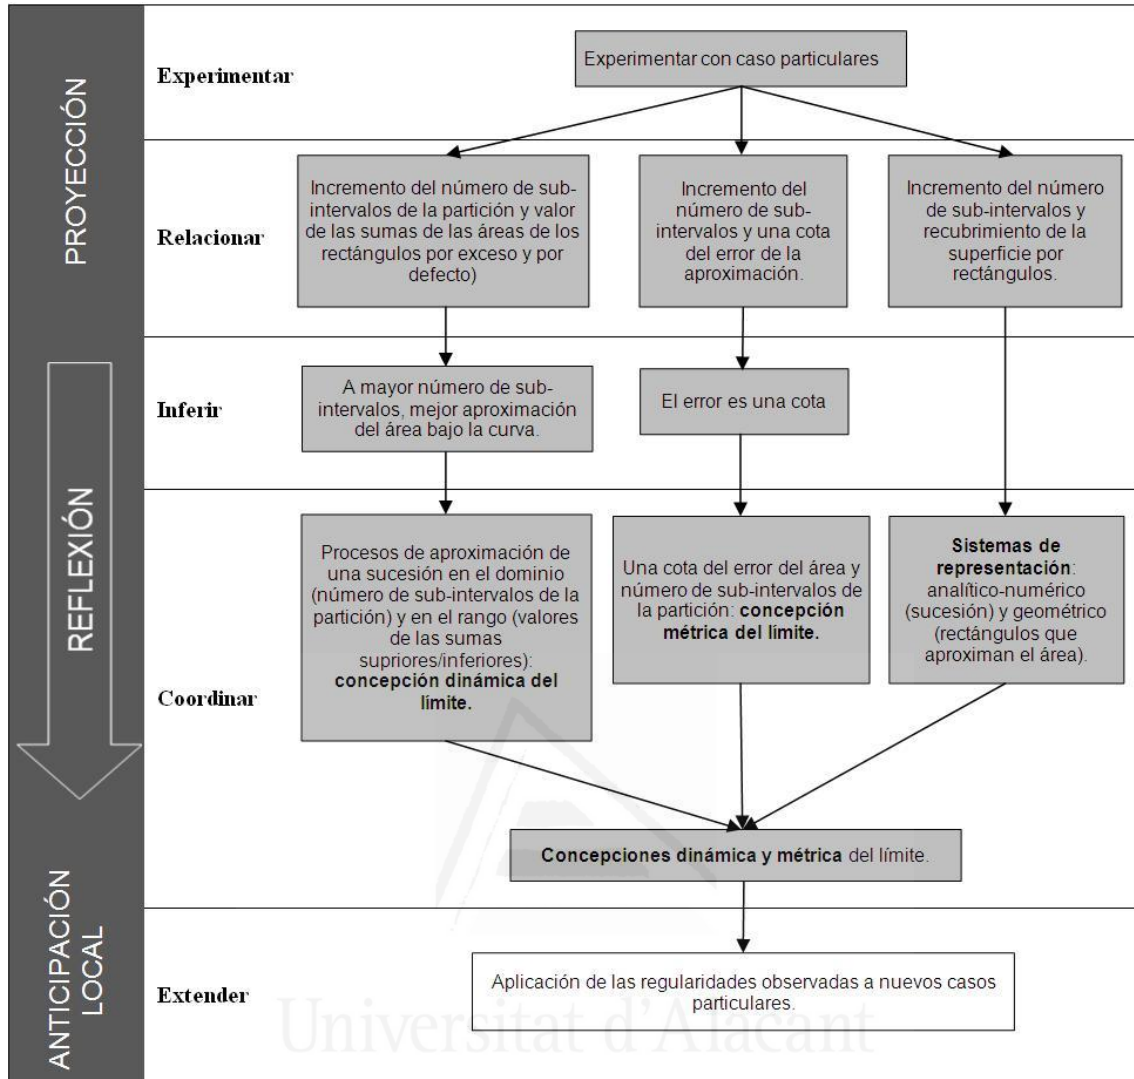 PROYECCIÓN
REFLEXIÓN
ANTICIPACIÓN
LOCAL
Experimentar
Experimentar con caso particulares
Relacionar
Incremento del número de sub-
intervalos de la partición y valor
de las sumas de las áreas de los
rectángulos por exceso y por
defecto)
Incremento del
número de sub-
intervalos y una cota
del error de la
aproximación.
Incremento del número
de sub-intervalos y
recubrimiento de la
superficie por
rectángulos.
Inferir
A mayor número de sub-
intervalos, mejor aproximación
del área bajo la curva.
El error es una cota
Coordinar
Procesos de aproximación de
una sucesión en el dominio
(número de sub-intervalos de la
partición) y en el rango (valores
de las sumas
supriores/inferiores):
concepción dinámica del
límite.
Una cota del error del área y
número de sub-intervalos de
la partición: concepción
métrica del límite.
Sistemas de
representación:
analítico-numérico
(sucesión) y geométrico
(rectángulos que
aproximan el área).
Concepciones dinámica y métrica del límite.
Extender
Aplicación de las regularidades observadas a nuevos casos
particulares.
Universitat d'Alacant